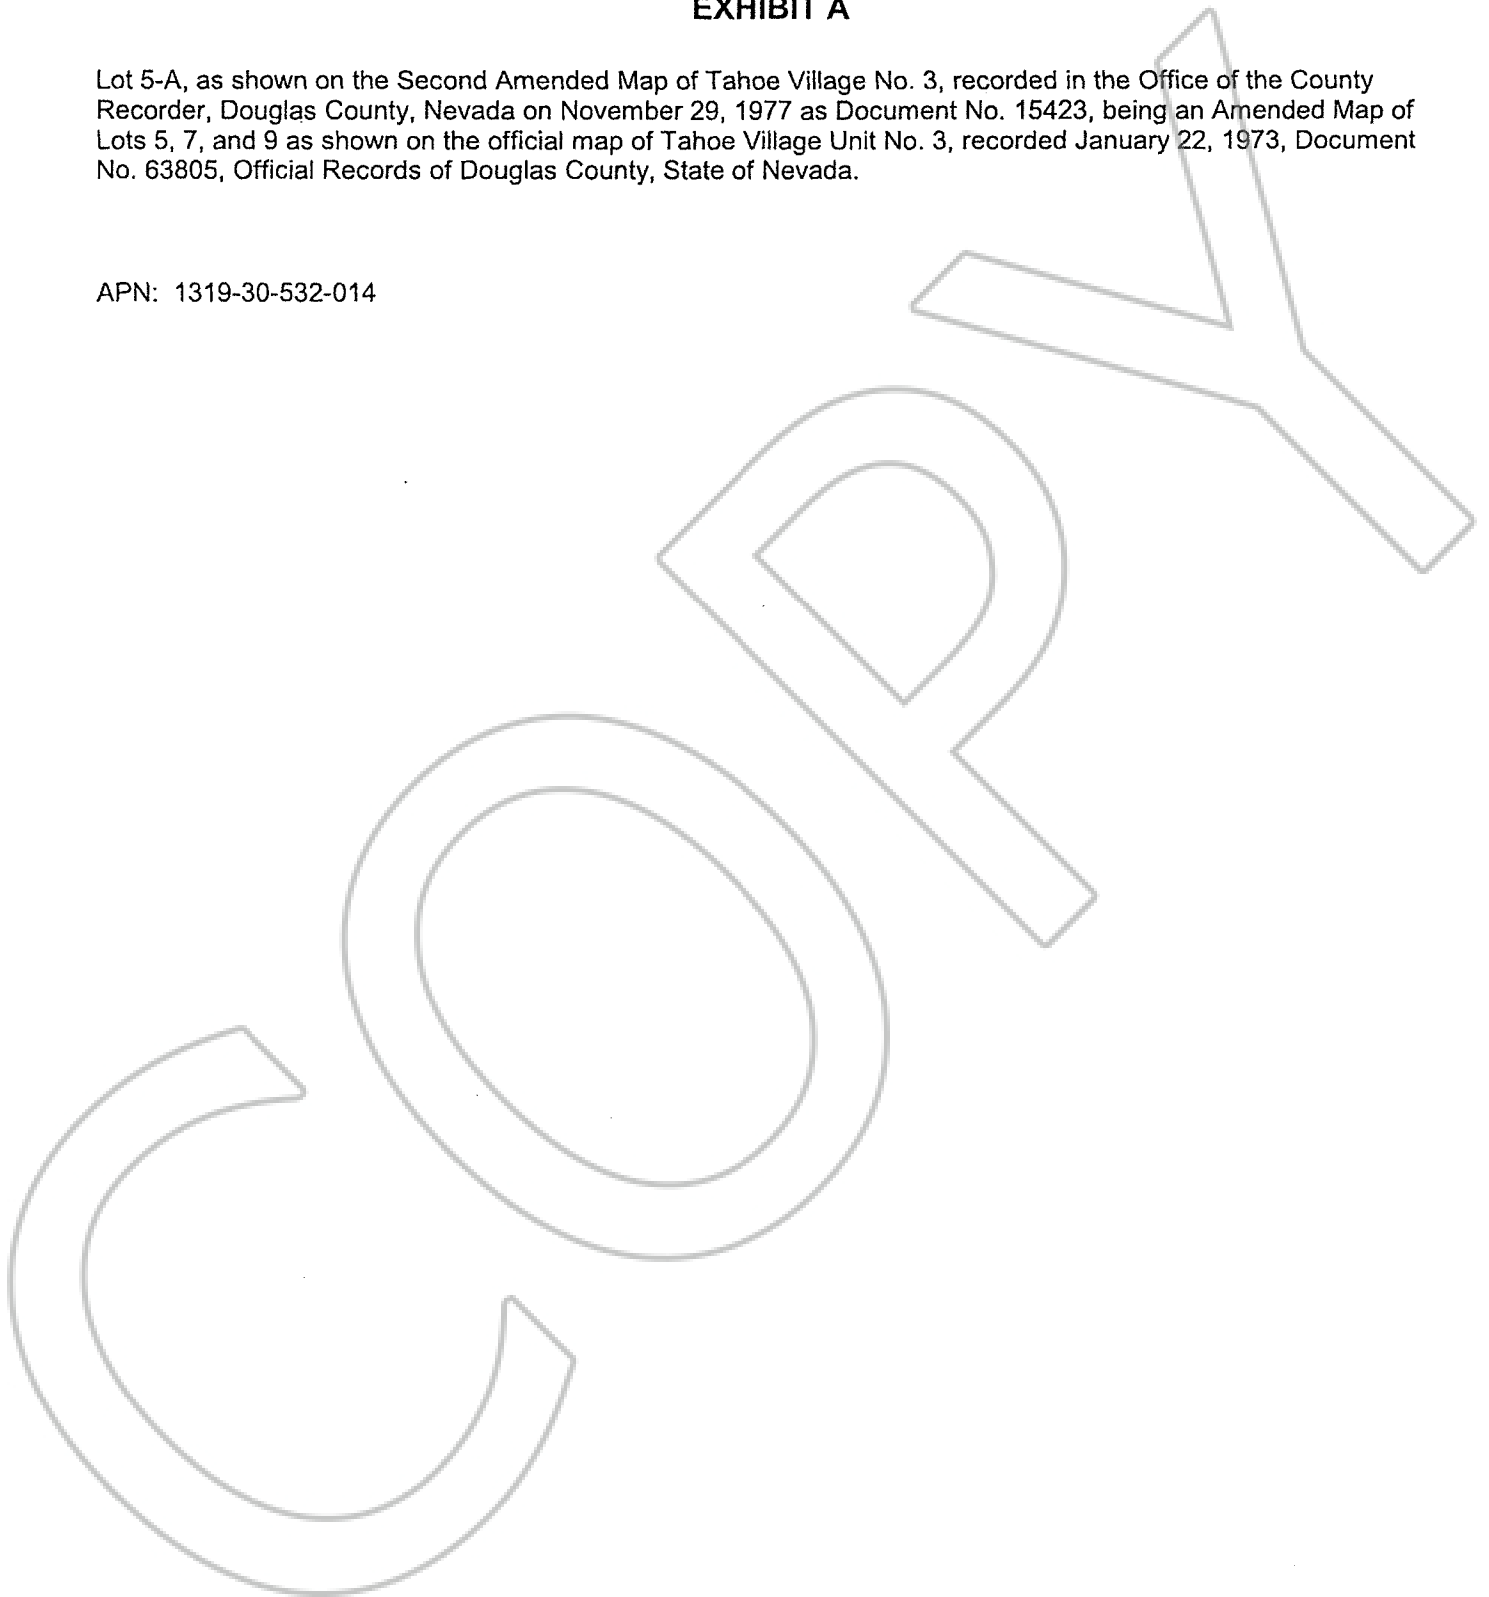 EXHIBIT A
Lot 5-A, as shown on the Second Amended Map of Tahoe Village No. 3, recorded in the Office of the County
Recorder, Douglas County, Nevada on November 29, 1977 as Document No. 15423, being an Amended Map of
Lots 5, 7, and 9 as shown on the official map of Tahoe Village Unit No. 3, recorded January 22, 1973, Document
No. 63805, Official Records of Douglas County, State of Nevada.
APN: 1319-30-532-014
COPY